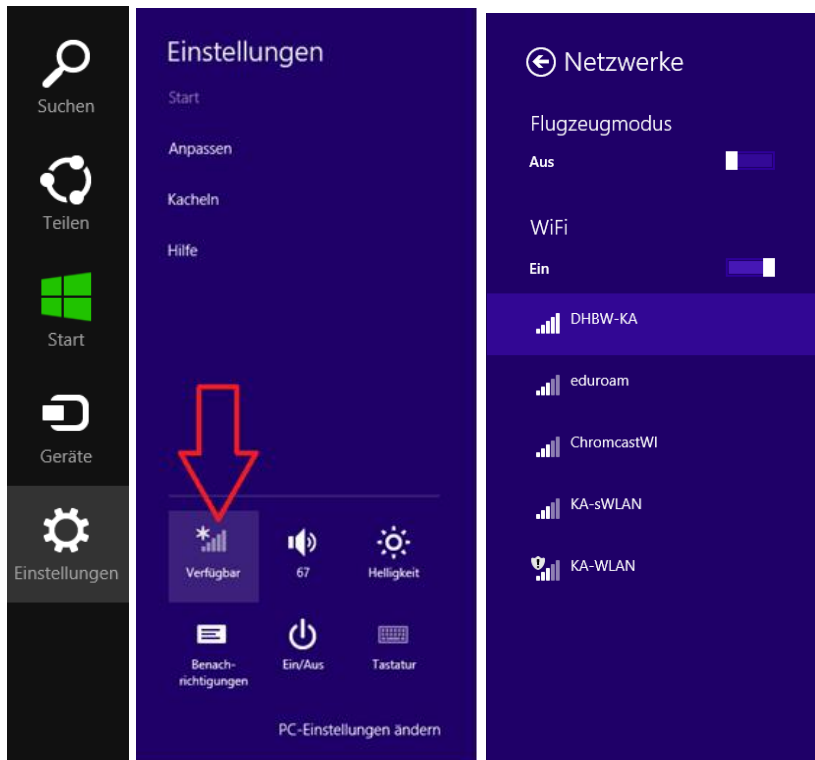 Suchen
Teilen
Start
Geräte
Einstellungen
Einstellungen
Start
Anpassen
Kacheln
Hilfe
Verfügbar
67
Helligkeit
Benach-
richtigungen
Ein/Aus
Tastatur
PC-Einstellungen ändern
Netzwerke
Flugzeugmodus
Aus
WiFi
Ein
DHBW-KA
eduroam
ChromcastWI
KA-sWLAN
KA-WLAN